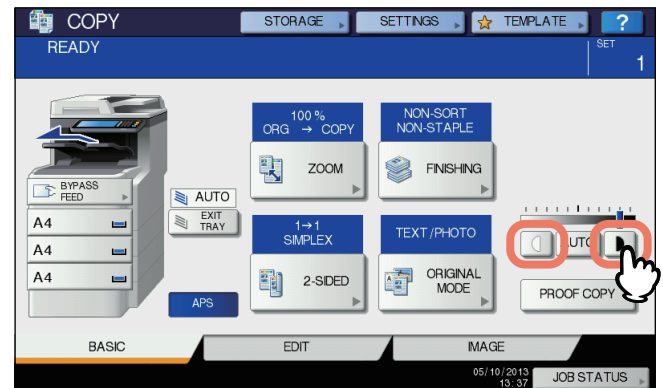 COPY
STORAGE
SETTINGS
TEMPLATE
?
READY
SET
1
100 %
ORG → COPY
ZOOM
NON-SORT
NON-STAPLE
FINISHING
BYPASS
FEED
A4
A4
A4
AUTO
EXIT
TRAY
APS
1→1
SIMPLEX
2-SIDED
TEXT/PHOTO
ORIGINAL
MODE
AUTO
PROOF COPY
BASIC
EDIT
IMAGE
05/10/2013
13:37
JOB STATUS